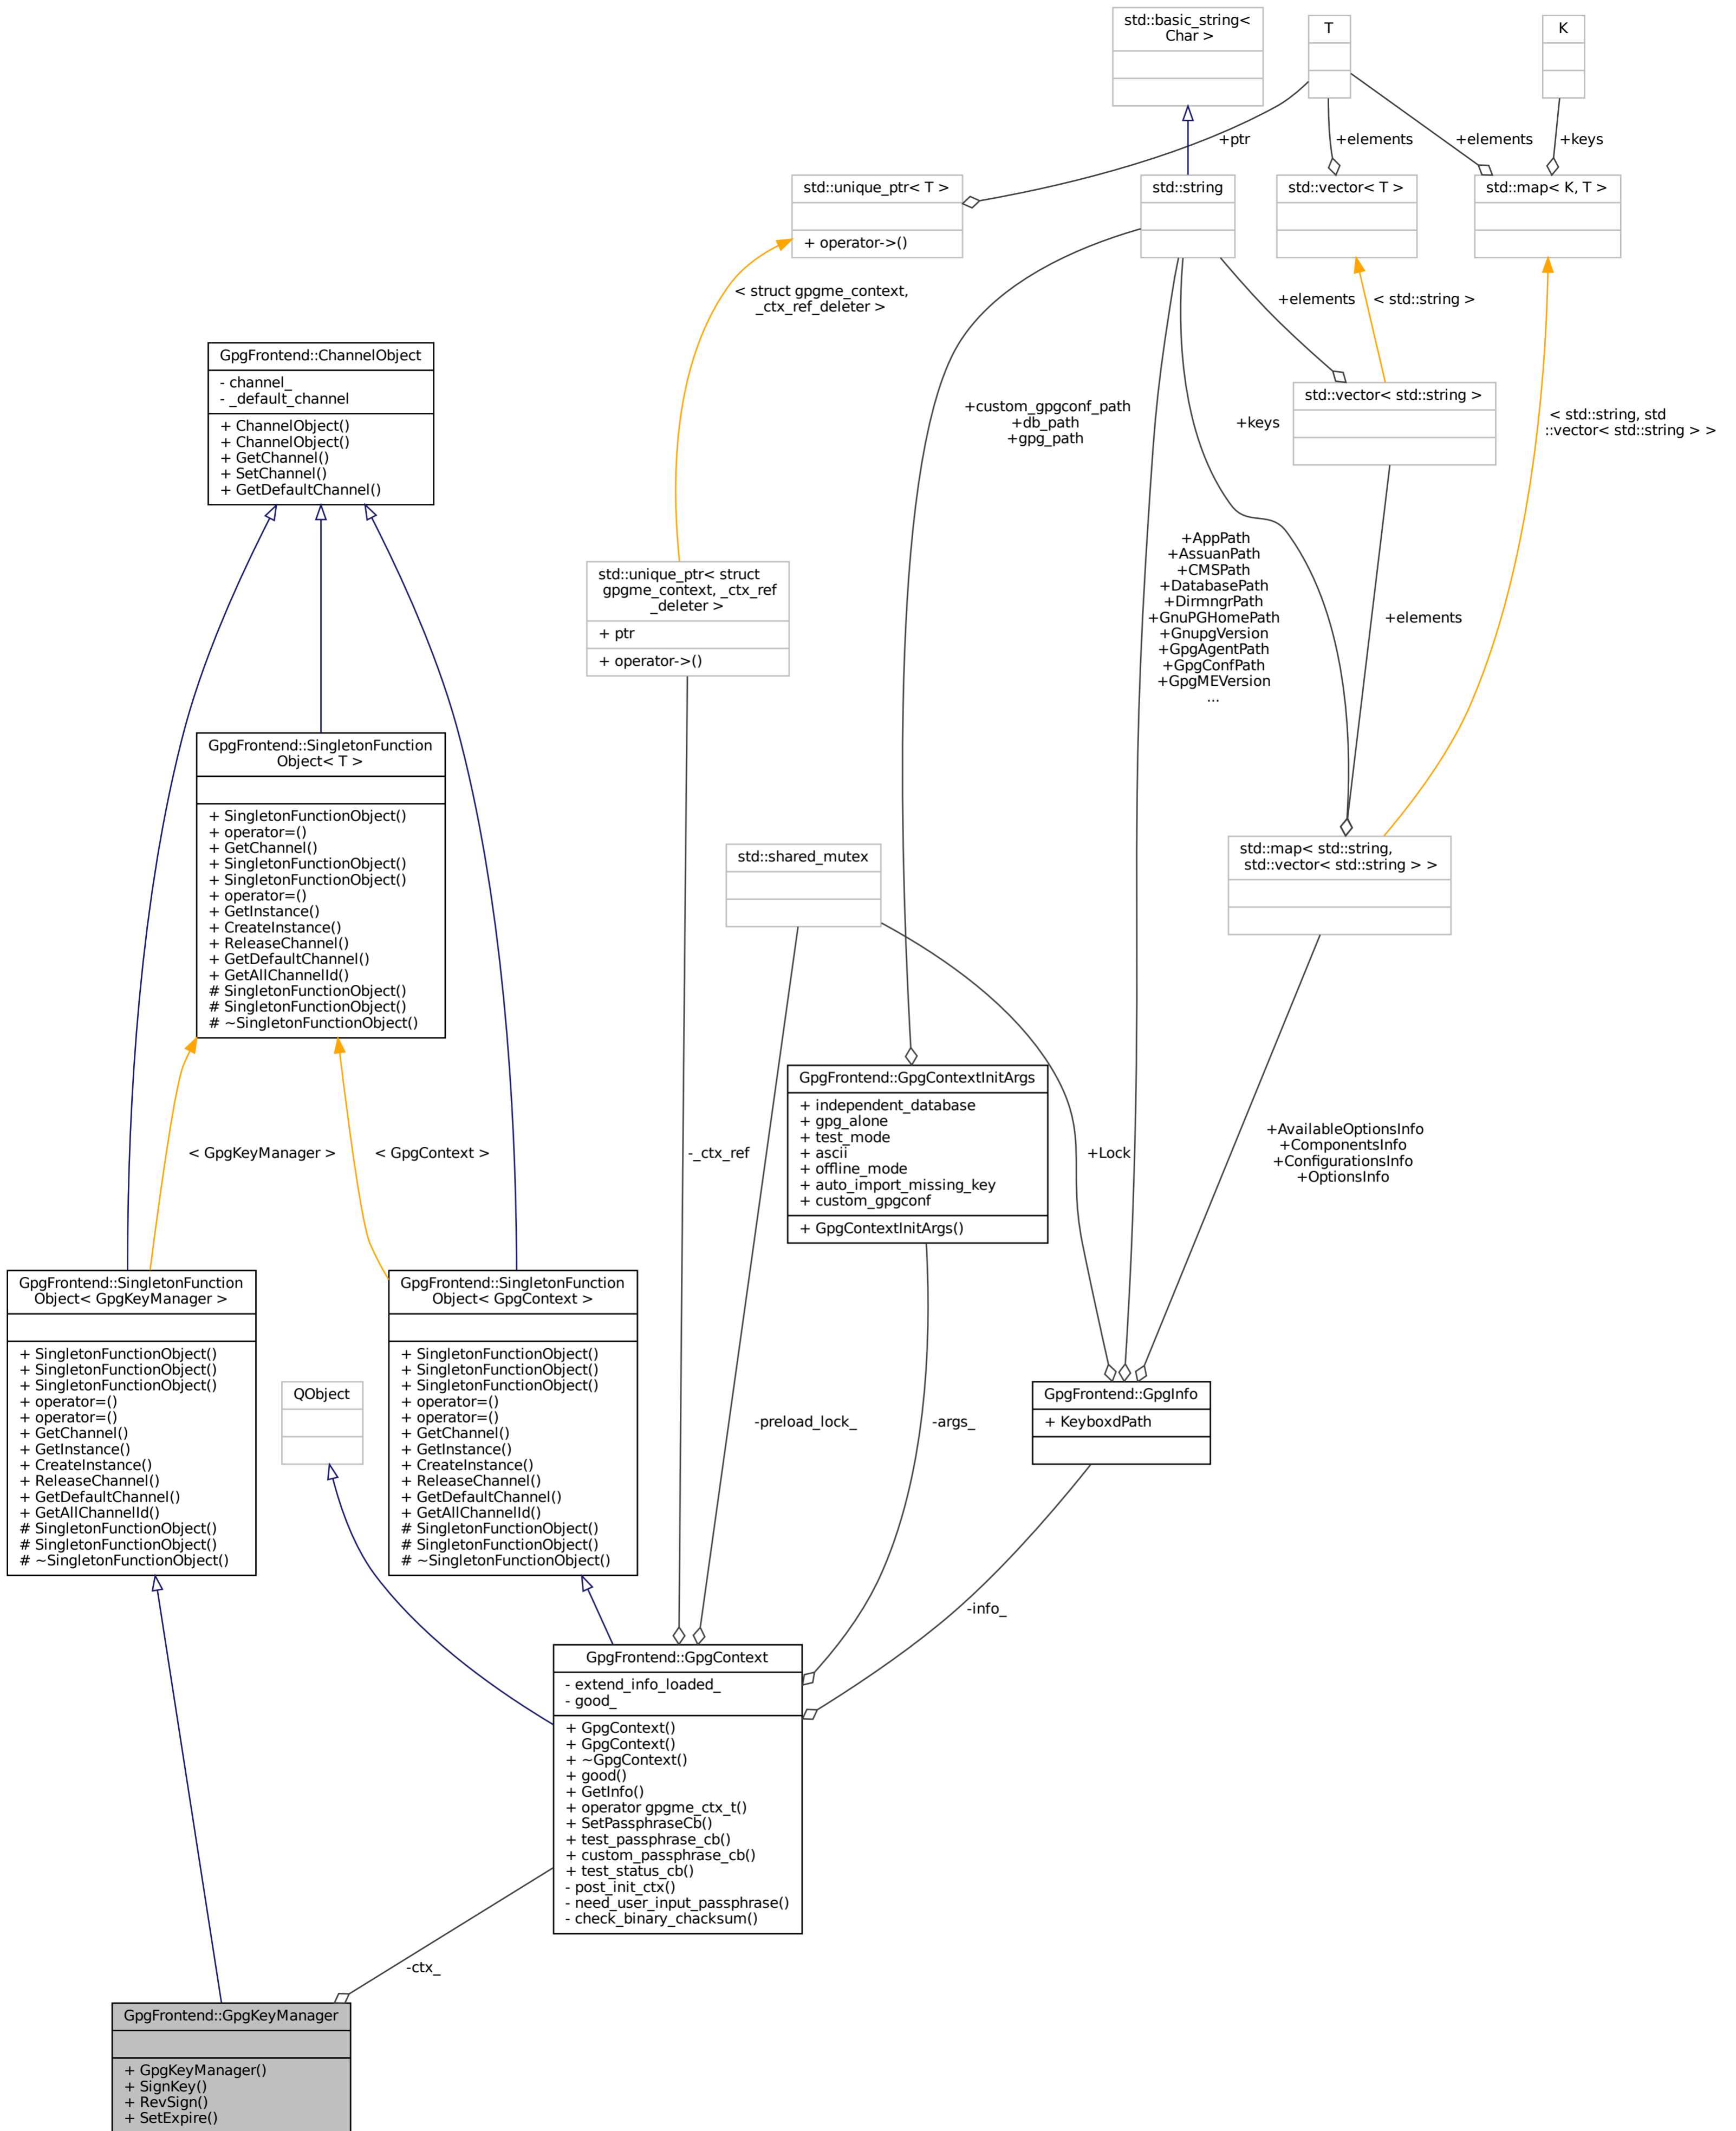 std::basic_string<
Char >
T
K
+ptr
+elements
+elements
+keys
std::unique_ptr< T >
+ operator->()
std::string
std::vector< T >
std::map< K, T >
< struct gpgme_context,
_ctx_ref_deleter >
+elements
< std::string >
GpgFrontend::ChannelObject
- channel_
- _default_channel
+ ChannelObject()
+ ChannelObject()
+ GetChannel()
+ SetChannel()
+ GetDefaultChannel()
+custom_gpgconf_path
+db_path
+gpg_path
+keys
std::vector< std::string >
< std::string, std
::vector< std::string > >
std::unique_ptr< struct
gpgme_context, _ctx_ref
_deleter >
+ ptr
+ operator->()
+AppPath
+AssuanPath
+CMSPath
+DatabasePath
+DirmngrPath
+GnuPGHomePath
+GnupgVersion
+GpgAgentPath
+GpgConfPath
+GpgMEVersion
...
+elements
GpgFrontend::SingletonFunction
Object< T >
+ SingletonFunctionObject()
+ operator=()
+ GetChannel()
+ SingletonFunctionObject()
+ SingletonFunctionObject()
+ operator=()
+ GetInstance()
+ CreateInstance()
+ ReleaseChannel()
+ GetDefaultChannel()
+ GetAllChannelId()
# SingletonFunctionObject()
# SingletonFunctionObject()
# ~SingletonFunctionObject()
std::shared_mutex
std::map< std::string,
std::vector< std::string > >
< GpgKeyManager >
< GpgContext >
-_ctx_ref
GpgFrontend::GpgContextInitArgs
+ independent_database
+ gpg_alone
+ test_mode
+ ascii
+ offline_mode
+ auto_import_missing_key
+ custom_gpgconf
+ GpgContextInitArgs()
+Lock
+AvailableOptionsInfo
+ComponentsInfo
+ConfigurationsInfo
+OptionsInfo
GpgFrontend::SingletonFunction
Object< GpgKeyManager >
+ SingletonFunctionObject()
+ SingletonFunctionObject()
+ SingletonFunctionObject()
+ operator=()
+ operator=()
+ GetChannel()
+ GetInstance()
+ CreateInstance()
+ ReleaseChannel()
+ GetDefaultChannel()
+ GetAllChannelId()
# SingletonFunctionObject()
# SingletonFunctionObject()
# ~SingletonFunctionObject()
QObject
GpgFrontend::SingletonFunction
Object< GpgContext >
+ SingletonFunctionObject()
+ SingletonFunctionObject()
+ SingletonFunctionObject()
+ operator=()
+ operator=()
+ GetChannel()
+ GetInstance()
+ CreateInstance()
+ ReleaseChannel()
+ GetDefaultChannel()
+ GetAllChannelId()
# SingletonFunctionObject()
# SingletonFunctionObject()
# ~SingletonFunctionObject()
-preload_lock_
-args_
GpgFrontend::GpgInfo
+ KeyboxdPath
-info_
GpgFrontend::GpgContext
- extend_info_loaded_
- good_
+ GpgContext()
+ GpgContext()
+ ~GpgContext()
+ good()
+ GetInfo()
+ operator gpgme_ctx_t()
+ SetPassphraseCb()
+ test_passphrase_cb()
+ custom_passphrase_cb()
+ test_status_cb()
- post_init_ctx()
- need_user_input_passphrase()
- check_binary_chacksum()
-ctx_
GpgFrontend::GpgKeyManager
+ GpgKeyManager()
+ SignKey()
+ RevSign()
+ SetExpire()